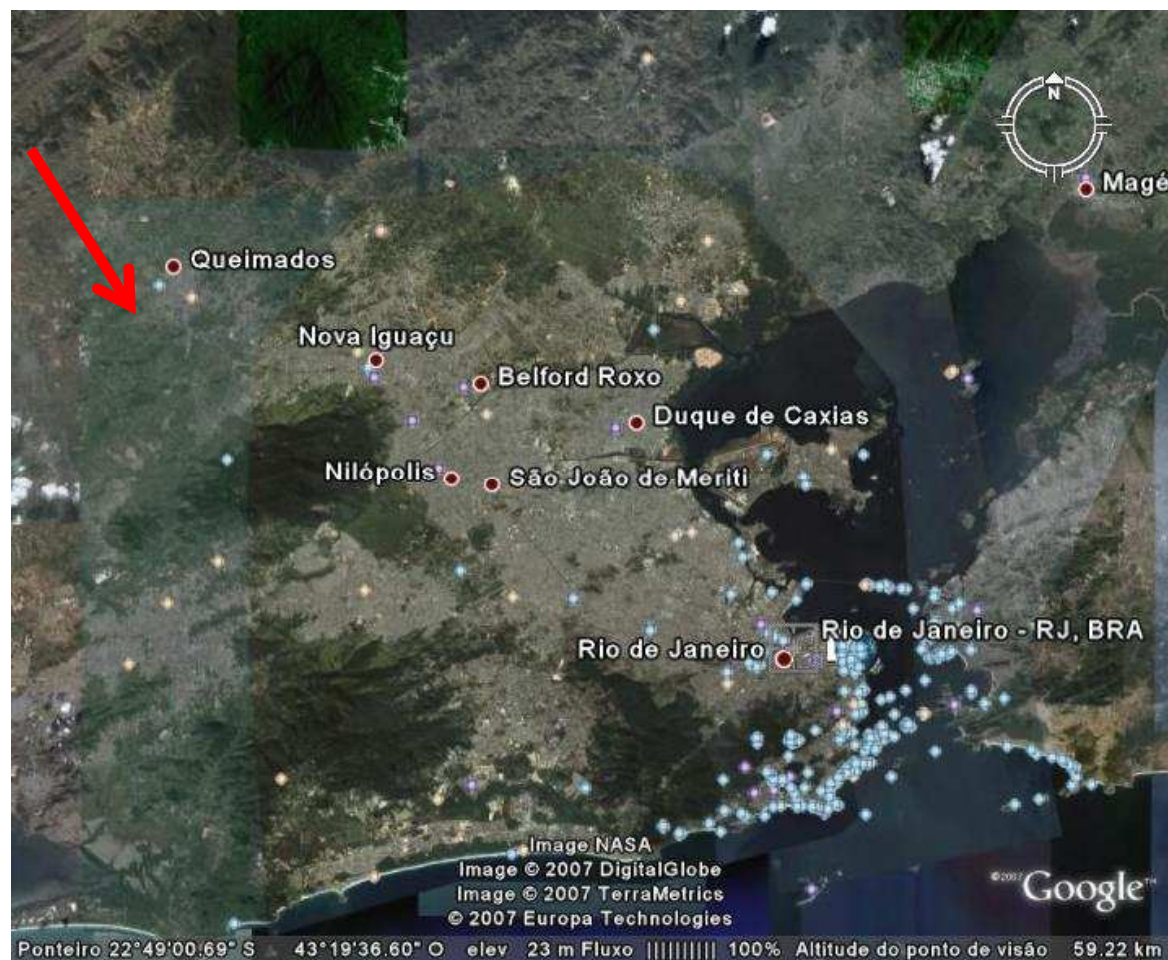 N
Magé
Queimados
Nova Iguaçu
Belford Roxo
Duque de Caxias
Nilópolis
São João de Meriti
Rio de Janeiro - RJ, BRA
Rio de Janeiro
Image NASA
Image © 2007 DigitalGlobe
Image © 2007 TerraMetrics
© 2007 Europa Technologies
©2007 Google™
Ponteiro 22°49'00.69" S 43°19'36.60" O elev 23 m Fluxo |||||||||| 100% Altitude do ponto de visão 59.22 km